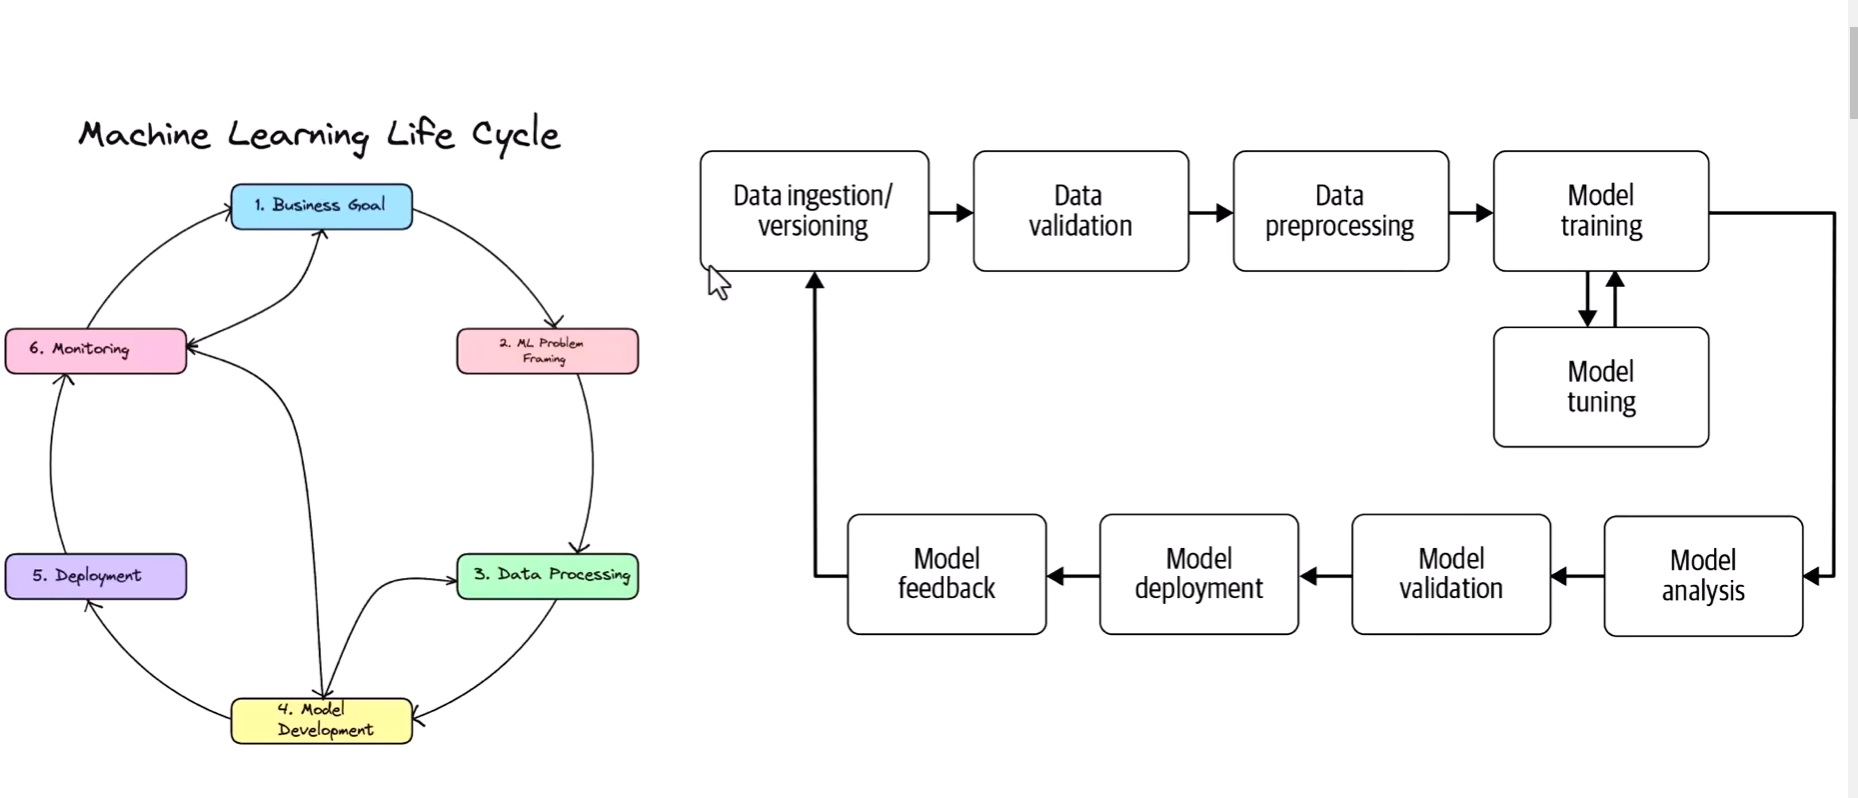 Machine Learning Life Cycle
1. Business Goal
2. ML Problem
Framing
3. Data Processing
4. Model
Development
5. Deployment
6. Monitoring
Data ingestion/
versioning
Data
validation
Data
preprocessing
Model
training
Model
tuning
Model
analysis
Model
validation
Model
deployment
Model
feedback